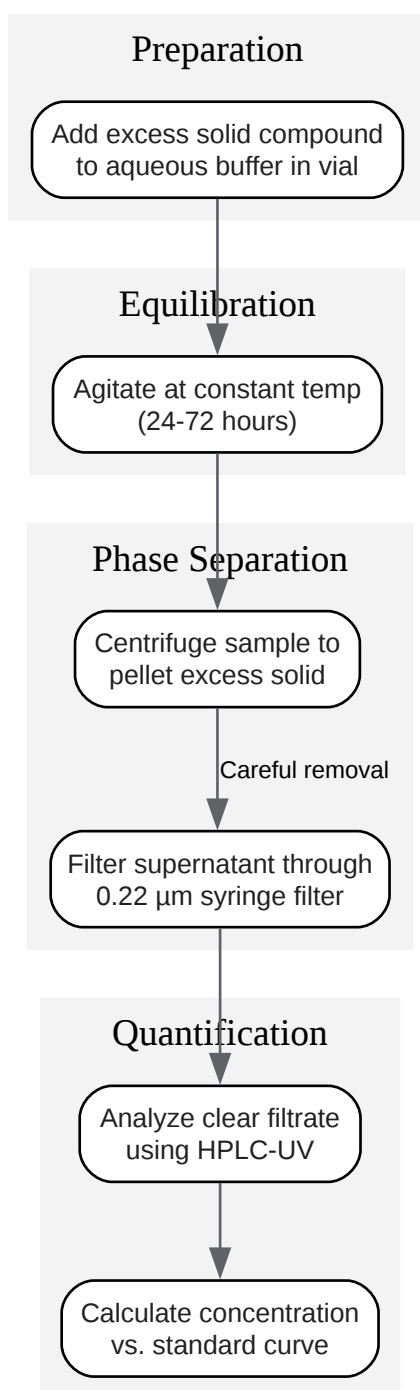 Preparation
Add excess solid compound
to aqueous buffer in vial
Equilibration
Agitate at constant temp
(24-72 hours)
Phase Separation
Centrifuge sample to
pellet excess solid
Careful removal
Filter supernatant through
0.22 µm syringe filter
Quantification
Analyze clear filtrate
using HPLC-UV
Calculate concentration
vs. standard curve